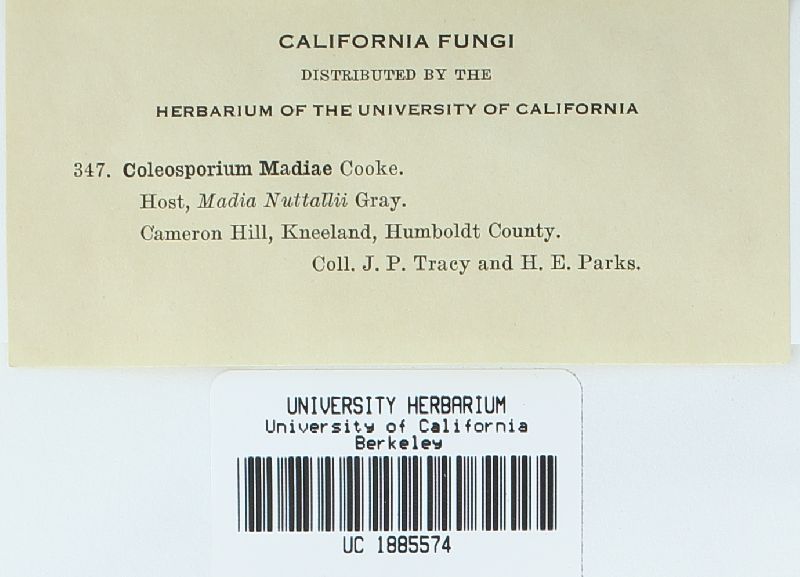 CALIFORNIA FUNGI
DISTRIBUTED BY THE
HERBARIUM OF THE UNIVERSITY OF CALIFORNIA
347. Coleosporium Madiae Cooke.
Host, Madia Nuttallii Gray.
Cameron Hill, Kneeland, Humboldt County.
Coll. J. P. Tracy and H. E. Parks.
UNIVERSITY HERBARIUM
University of California
Berkeley
UC 1885574